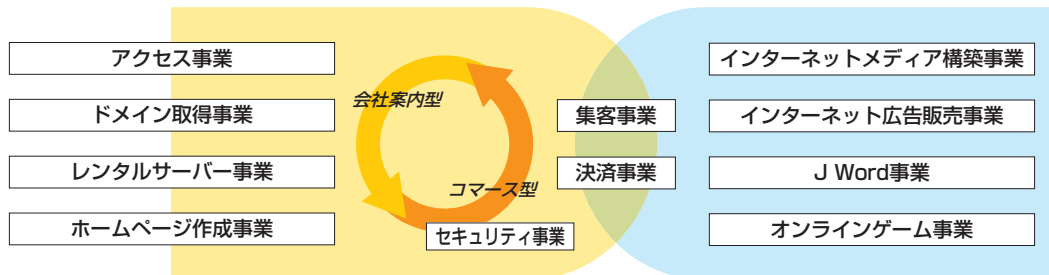 アクセス事業
ドメイン取得事業
レンタルサーバー事業
ホームページ作成事業
会社案内型
コマース型
セキュリティ事業
集客事業
決済事業
インターネットメディア構築事業
インターネット広告販売事業
J Word事業
オンラインゲーム事業